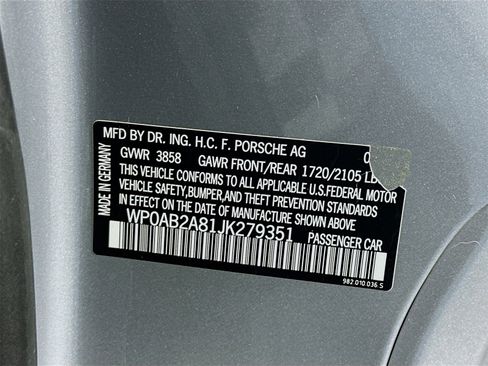 MFD BY DR. ING. H.C. F. PORSCHE AG 0
GVWR 3858 GAWR FRONT/REAR 1720/2105 LB
THIS VEHICLE CONFORMS TO ALL APPLICABLE U.S.FEDERAL MOTOR
VEHICLE SAFETY,BUMPER,AND THEFT PREVENTION STANDARDS
IN EFFECT ON THE DATE OF MANUFACTURE SHOWN ABOVE
WP0AB2A81JK279351 PASSENGER CAR
982.010.036 S
MADE IN GERMANY